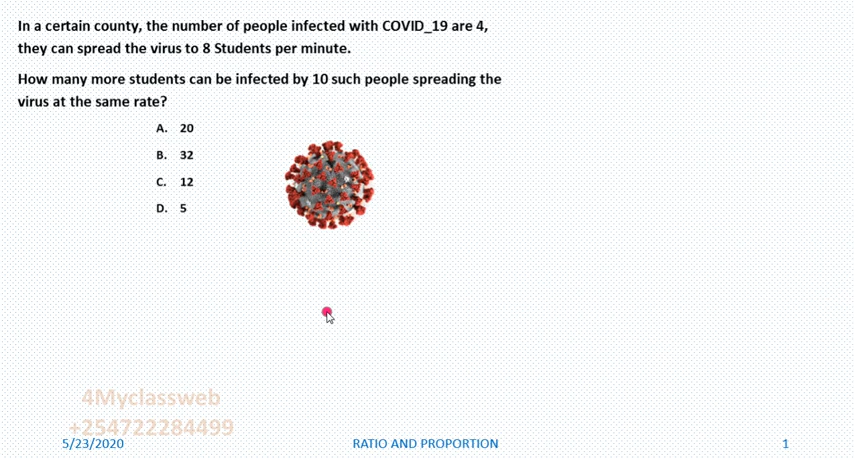 In a certain county, the number of people infected with COVID_19 are 4,
they can spread the virus to 8 Students per minute.
How many more students can be infected by 10 such people spreading the
virus at the same rate?
A. 20
B. 32
C. 12
D. 5
4Myclassweb
+254722284499
5/23/2020 RATIO AND PROPORTION 1